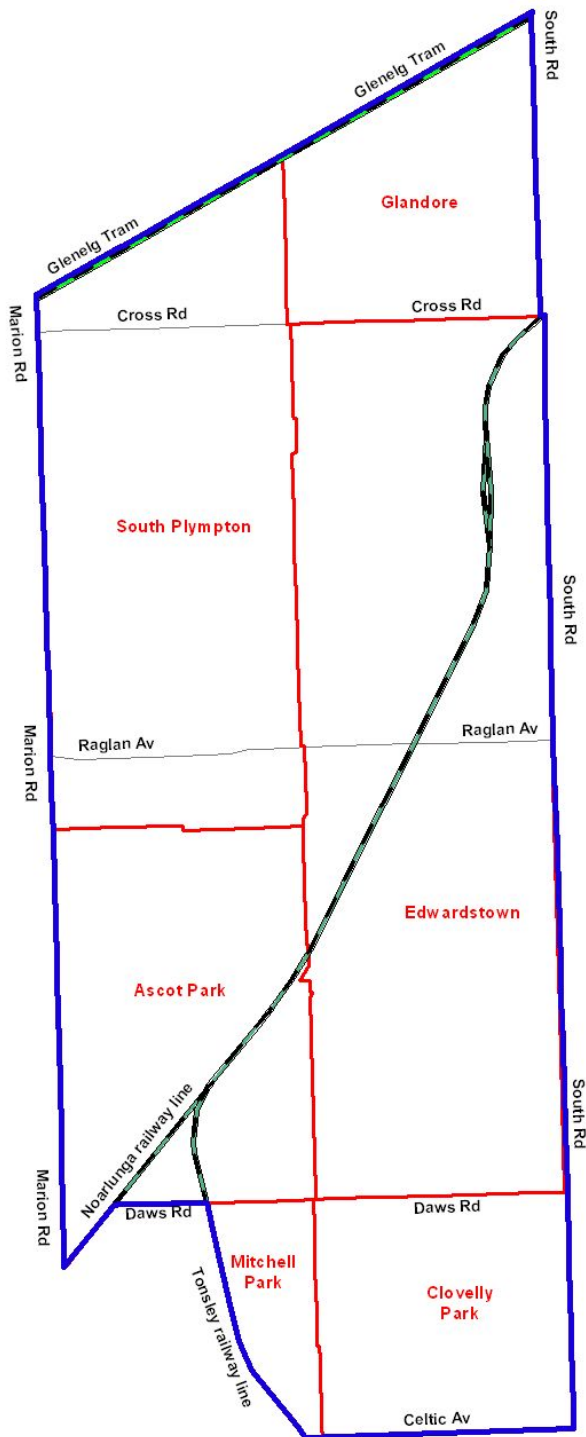 South Rd
Glenelg Tram
Glandore
Glenelg Tram
Marion Rd
Cross Rd
Cross Rd
South Plympton
South Rd
Marion Rd
Raglan Av
Raglan Av
Edwardstown
Ascot Park
South Rd
Noarlunga railway line
Marion Rd
Daws Rd
Daws Rd
Mitchell
Park
Clovelly
Park
Tonsley railway line
Celtic Av